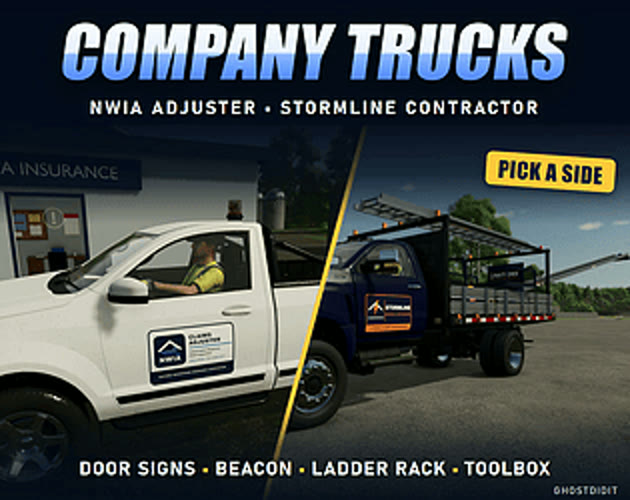 COMPANY TRUCKS
NWIA ADJUSTER • STORMLINE CONTRACTOR
PICK A SIDE
A INSURANCE
NWIA
CLAIMS
ADJUSTER
STORMLINE
DOOR SIGNS • BEACON • LADDER RACK • TOOLBOX
GHOSTDIDIT